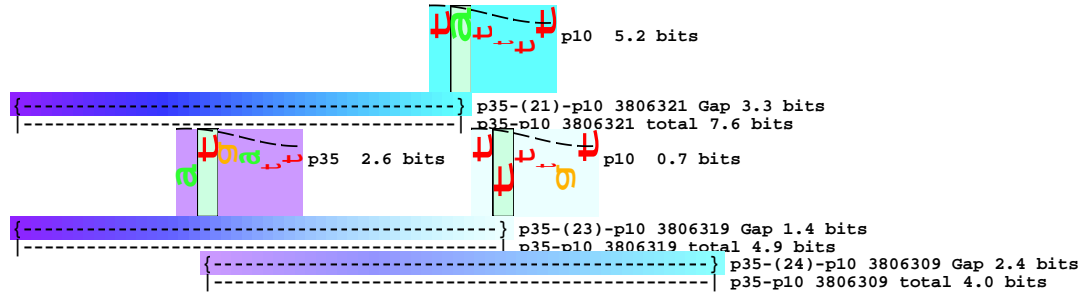 tatttt p10 5.2 bits
{---------------------------------------} p35-(21)-p10 3806321 Gap 3.3 bits
|---------------------------------------| p35-p10 3806321 total 7.6 bits
atgatt p35 2.6 bits
ttttgt p10 0.7 bits
{-------------------------------------------} p35-(23)-p10 3806319 Gap 1.4 bits
|-------------------------------------------| p35-p10 3806319 total 4.9 bits
{---------------------------------------------} p35-(24)-p10 3806309 Gap 2.4 bits
|---------------------------------------------| p35-p10 3806309 total 4.0 bits